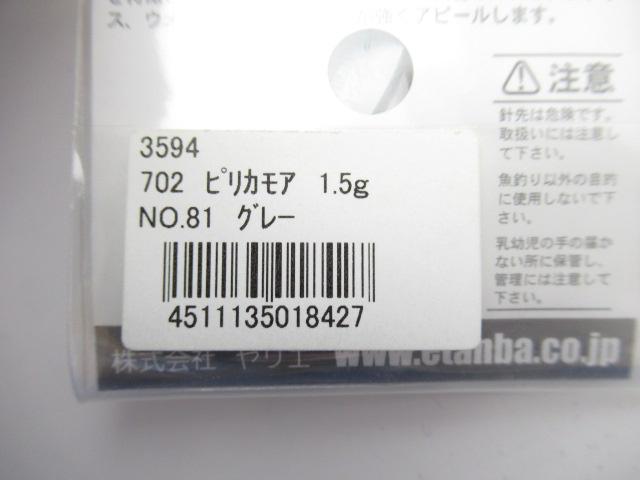 ス、ウ
強くアピールします。
⚠注意
針先は危険です。
取扱いには注意し
て下さい。
魚釣り以外の目的
に使用しないで下
さい。
乳幼児の手の届か
ない所に保管し、
管理には注意して
下さい。
3594
702 ﾋﾟﾘｶﾓｱ 1.5g
NO.81 ｸﾞﾚｰ
4511135018427
株式会社 ヤリエ www.etanba.co.jp